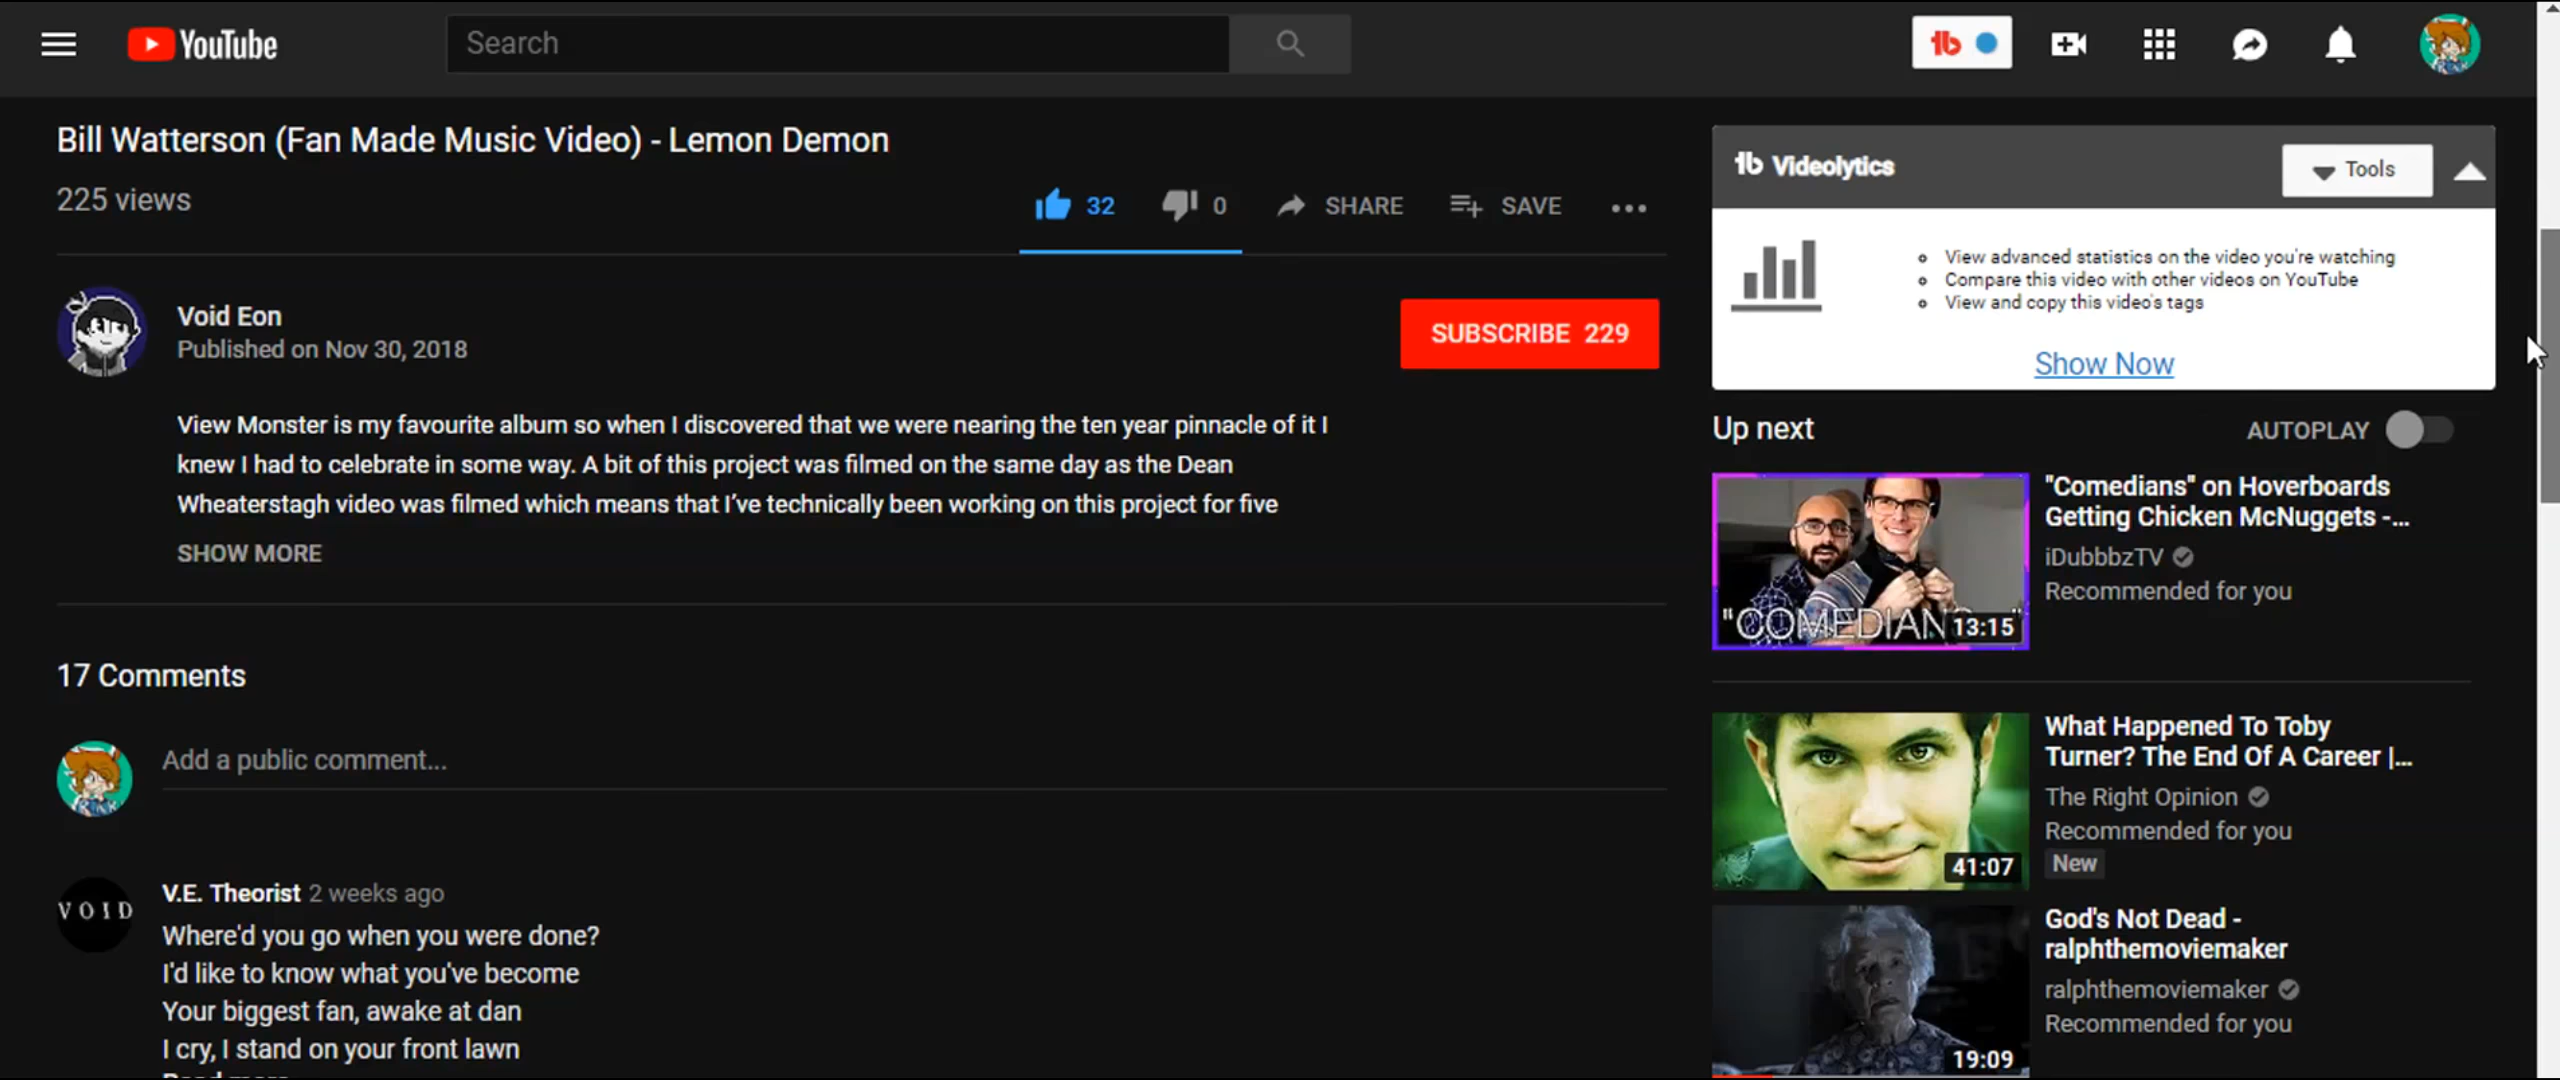 YouTube
Search
Bill Watterson (Fan Made Music Video) - Lemon Demon
225 views
32
0
SHARE
SAVE
Void Eon
Published on Nov 30, 2018
SUBSCRIBE 229
View Monster is my favourite album so when I discovered that we were nearing the ten year pinnacle of it I
knew I had to celebrate in some way. A bit of this project was filmed on the same day as the Dean
Wheaterstagh video was filmed which means that I've technically been working on this project for five
SHOW MORE
17 Comments
Add a public comment...
VOID
V.E. Theorist 2 weeks ago
Where'd you go when you were done?
I'd like to know what you've become
Your biggest fan, awake at dan
I cry, I stand on your front lawn
Read more
tb
tb Videolytics
Tools
View advanced statistics on the video you're watching
Compare this video with other videos on YouTube
View and copy this video's tags
Show Now
Up next
AUTOPLAY
"COMEDIANS"
13:15
"Comedians" on Hoverboards
Getting Chicken McNuggets -...
iDubbbzTV
Recommended for you
41:07
What Happened To Toby
Turner? The End Of A Career |...
The Right Opinion
Recommended for you
New
19:09
God's Not Dead -
ralphthemoviemaker
ralphthemoviemaker
Recommended for you